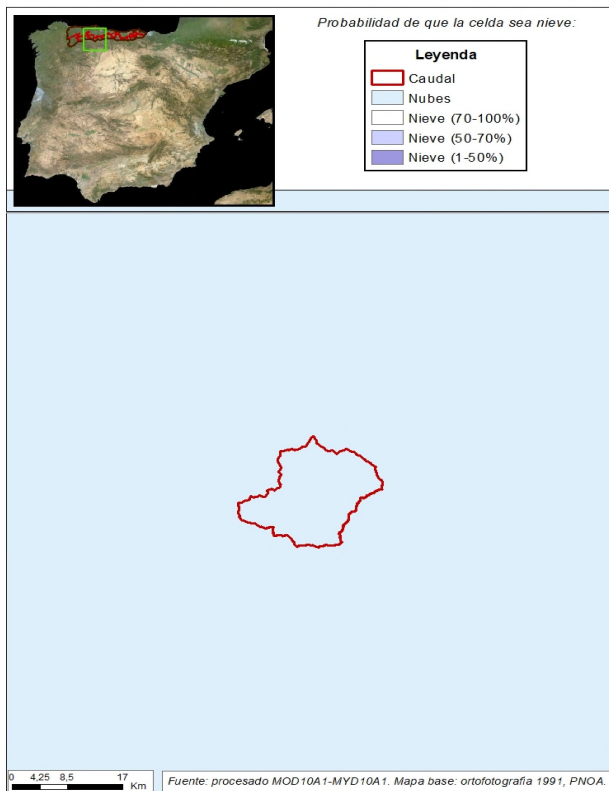 Probabilidad de que la celda sea nieve:
Leyenda
Caudal
Nubes
Nieve (70-100%)
Nieve (50-70%)
Nieve (1-50%)
0 4,25 8,5 17
Km
Fuente: procesado MOD10A1-MYD10A1. Mapa base: ortofotografía 1991, PNOA.